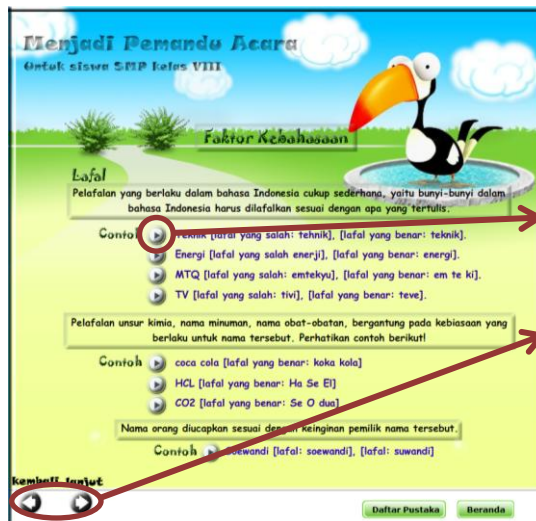 Menjadi Pemandu Acara
Untuk siswa SMP kelas VIII
Faktor Kebahasaan
Lafal
Pelafalan yang berlaku dalam bahasa Indonesia cukup sederhana, yaitu bunyi-bunyi dalam
bahasa Indonesia harus dilafalkan sesuai dengan apa yang tertulis.
Contoh Teknik [lafal yang salah: tehnik], [lafal yang benar: teknik].
Energi [lafal yang salah enerji], [lafal yang benar: energi].
MTQ [lafal yang salah: emtekyu], [lafal yang benar: em te ki].
TV [lafal yang salah: tivi], [lafal yang benar: teve].
Pelafalan unsur kimia, nama minuman, nama obat-obatan, bergantung pada kebiasaan yang
berlaku untuk nama tersebut. Perhatikan contoh berikut!
Contoh coca cola [lafal yang benar: koka kola]
HCL [lafal yang benar: Ha Se El]
CO2 [lafal yang benar: Se O dua]
Nama orang diucapkan sesuai dengan keinginan pemilik nama tersebut.
Contoh Soewandi [lafal: soewandi], [lafal: suwandi]
kembali lanjut
Daftar Pustaka Beranda